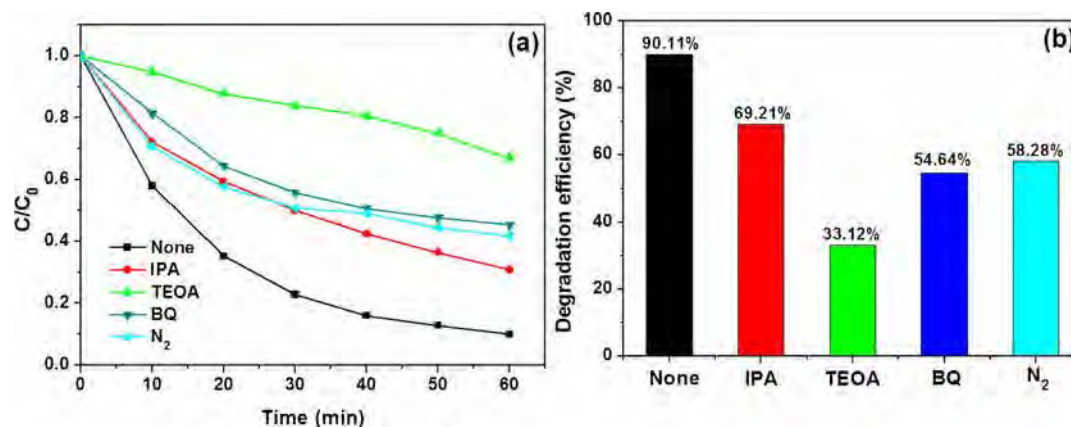 (a)
1.0
0.8
0.6
0.4
0.2
0.0
C/C₀
None
IPA
TEOA
BQ
N₂
0 10 20 30 40 50 60
Time (min)
(b)
100
80
60
40
20
0
Degradation efficiency (%)
90.11%
69.21%
33.12%
54.64%
58.28%
None IPA TEOA BQ N₂